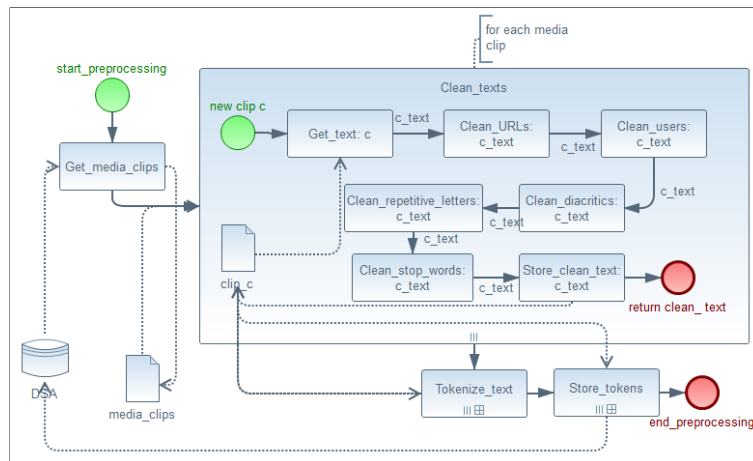 for each media
clip
start_preprocessing
Clean_texts
new clip c
Get_text: c
c_text
Clean_URLs:
c_text
c_text
Clean_users:
c_text
Get_media_clips
c_text
Clean_repetitive_letters:
c_text
c_text
Clean_diacritics:
c_text
c_text
clip_c
Clean_stop_words:
c_text
c_text
Store_clean_text:
c_text
return clean_ text
DSA
media_clips
Tokenize_text
Store_tokens
end_preprocessing